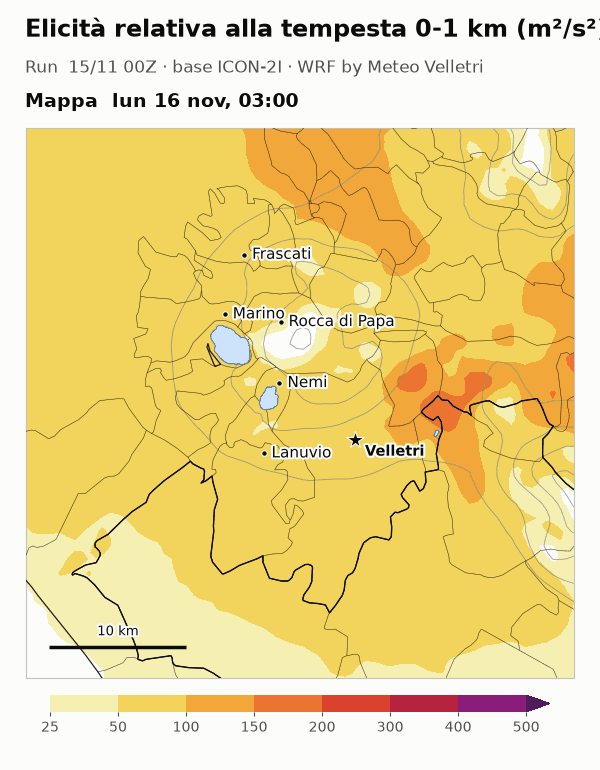 Elicità relativa alla tempesta 0-1 km (m²/s²)
Run  15/11 00Z · base ICON-2I · WRF by Meteo Velletri
Mappa  lun 16 nov, 03:00
Frascati
Marino
Rocca di Papa
Nemi
Velletri
Lanuvio
10 km
25 50 100 150 200 300 400 500